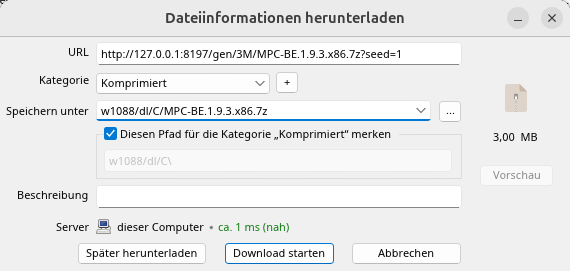 Dateiinformationen herunterladen
URL http://127.0.0.1:8197/gen/3M/MPC-BE.1.9.3.x86.7z?seed=1
Kategorie Komprimiert +
Speichern unter w1088/dl/C/MPC-BE.1.9.3.x86.7z ...
Diesen Pfad für die Kategorie „Komprimiert“ merken
w1088/dl/C\
3,00 MB
Vorschau
Beschreibung
Server dieser Computer • ca. 1 ms (nah)
Später herunterladen Download starten Abbrechen